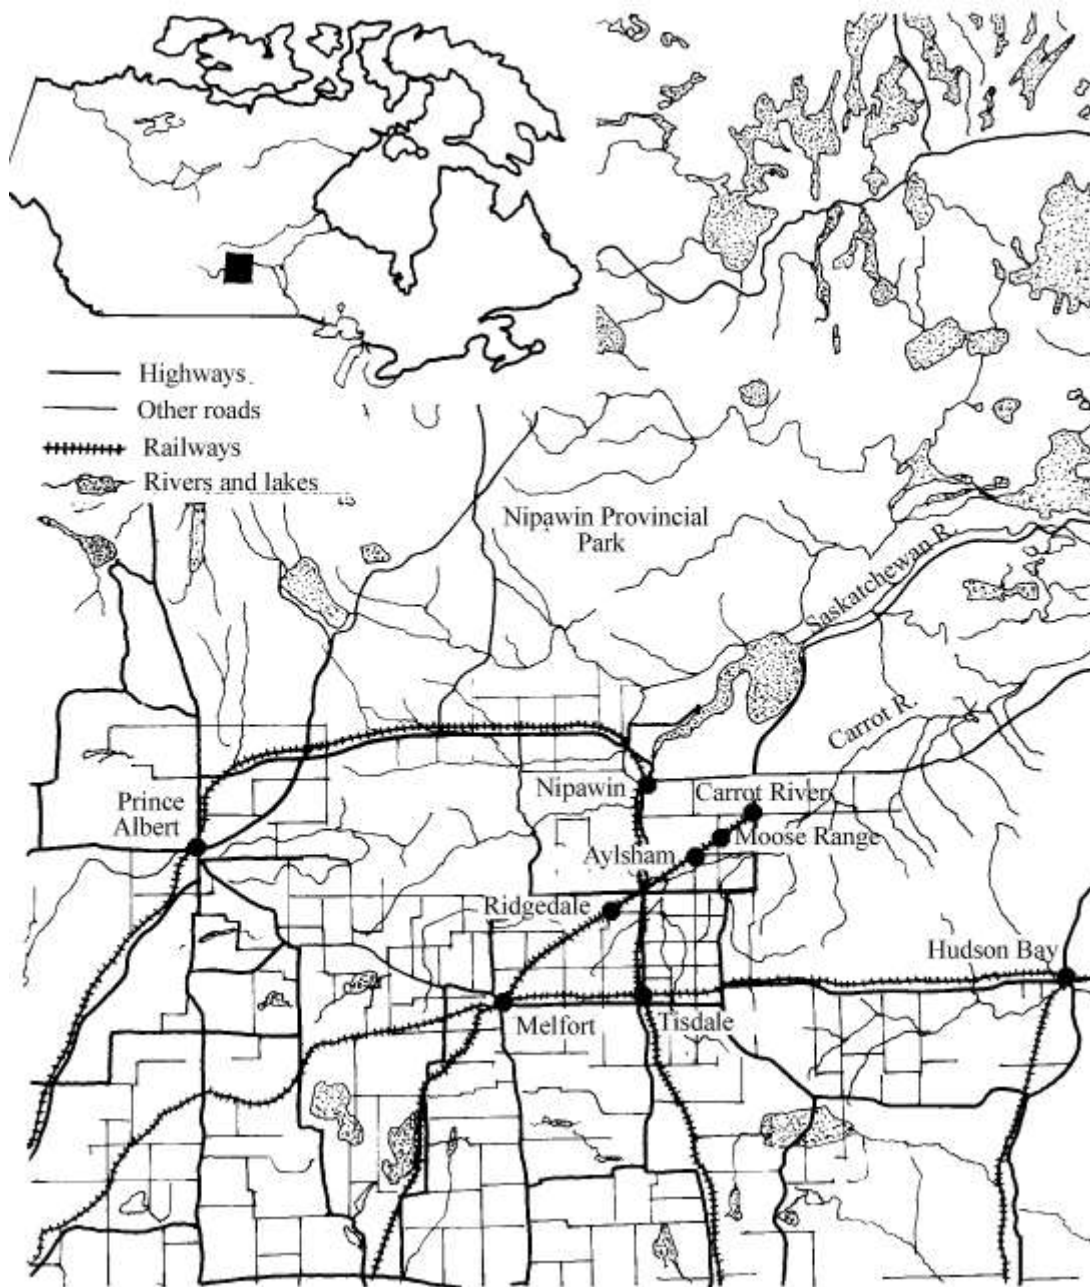 Highways
Other roads
Railways
Rivers and lakes
Nipawin Provincial
Park
Saskatchewan R.
Carrot R.
Prince
Albert
Nipawin
Carrot River
Moose Range
Aylsham
Ridgedale
Hudson Bay
Melfort
Tisdale